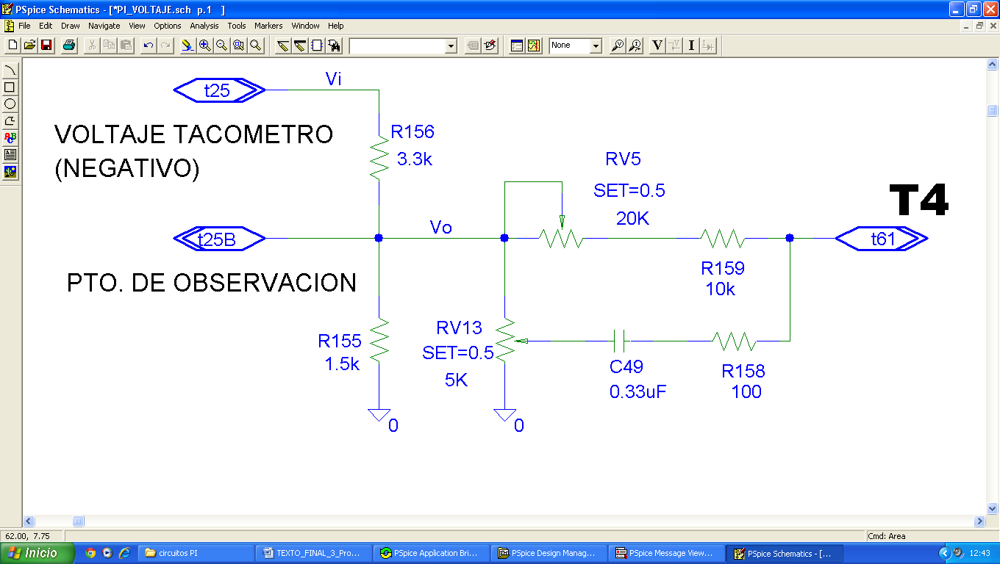 PSpice Schematics - [*PI_VOLTAJE.sch p.1 ]
File Edit Draw Navigate View Options Analysis Tools Markers Window Help
None
V
I
ABC
t25
Vi
VOLTAJE TACOMETRO
(NEGATIVO)
R156
3.3k
RV5
SET=0.5
20K
T4
t25B
Vo
t61
R159
10k
PTO. DE OBSERVACION
R155
1.5k
RV13
SET=0.5
5K
C49
0.33uF
R158
100
0
0
62.00, 7.75
Cmd: Area
Inicio
circuitos PI
TEXTO_FINAL_3_Pro...
PSpice Application Bri...
PSpice Design Manag...
PSpice Message View...
PSpice Schematics - [...
12:43